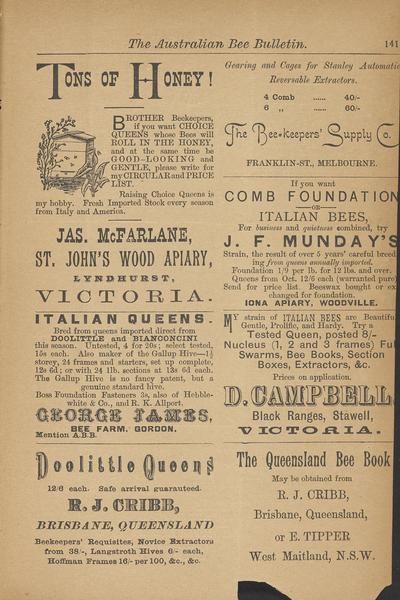 The Australian Bee Bulletin.
141
TONS OF HONEY!
BROTHER Beekeepers,
if you want CHOICE
QUEENS whose Bees will
ROLL IN THE HONEY,
and at the same time be
GOOD-LOOKING and
GENTLE, please write for
my CIRCULAR and PRICE
LIST.
Raising Choice Queens is
my hobby. Fresh Imported Stock every season
from Italy and America.
JAS. McFARLANE,
ST. JOHN'S WOOD APIARY,
LYNDHURST,
VICTORIA.
ITALIAN QUEENS.
Bred from queens imported direct from
DOOLITTLE and BIANCONCINI
this season. Untested, 4 for 20s; select tested,
15s each. Also maker of the Gallup Hive—1½
storey, 24 frames and starters, set up complete,
12s 6d; or with 24 1lb. sections at 13s 6d each.
The Gallup Hive is no fancy patent, but a
genuine standard hive.
Boss Foundation Fasteners 3s, also of Hebble-
white & Co., and R. K. Allport.
GEORGE JAMES,
BEE FARM, GORDON.
Mention A.B.B.
Doolittle Queens
12/6 each. Safe arrival guaranteed.
R. J. CRIBB,
BRISBANE, QUEENSLAND
Beekeepers' Requisites, Novice Extractors
from 38/-, Langstroth Hives 6/- each,
Hoffman Frames 16/- per 100, &c., &c.
Gearing and Cages for Stanley Automatic
Reversable Extractors.
4 Comb ...... 40/-
6 ,, ...... 60/-
The Bee-keepers' Supply Co.
FRANKLIN-ST., MELBOURNE.
If you want
COMB FOUNDATION
—OR—
ITALIAN BEES,
For business and quietness combined, try
J. F. MUNDAY'S
Strain, the result of over 5 years' careful breed
ing from queens annually imported.
Foundation 1/9 per lb. for 12 lbs. and over.
Queens from Oct. 12/6 each (warranted pure)
Send for price list. Beeswax bought or ex
changed for foundation.
IONA APIARY, WOODVILLE.
MY strain of ITALIAN BEES are Beautiful
Gentle, Prolific, and Hardy. Try a
Tested Queen, posted 8/-
Nucleus (1, 2 and 3 frames) Ful
Swarms, Bee Books, Section
Boxes, Extractors, &c.
Prices on application.
D. CAMPBELL,
Black Ranges, Stawell,
VICTORIA.
The Queensland Bee Book
May be obtained from
R. J. CRIBB,
Brisbane, Queensland,
or E. TIPPER
West Maitland, N.S.W.